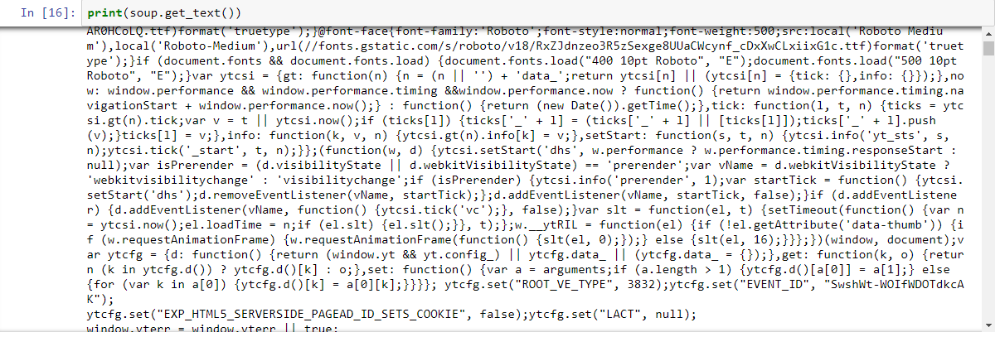 In [16]: print(soup.get_text())
AR0HCoLQ.ttf)format('truetype');}@font-face{font-family:'Roboto';font-style:normal;font-weight:500;src:local('Roboto Mediu
m'),local('Roboto-Medium'),url(//fonts.gstatic.com/s/roboto/v18/RxZJdnzeo3R5zSexge8UUaCWcynf_cDxXwCLxiixG1c.ttf)format('truet
ype');}if (document.fonts && document.fonts.load) {document.fonts.load("400 10pt Roboto", "E");document.fonts.load("500 10pt
Roboto", "E");}var ytcsi = {gt: function(n) {n = (n || '') + 'data_';return ytcsi[n] || (ytcsi[n] = {tick: {},info: {}});},no
w: window.performance && window.performance.timing &&window.performance.now ? function() {return window.performance.timing.na
vigationStart + window.performance.now();} : function() {return (new Date()).getTime();},tick: function(l, t, n) {ticks = ytc
si.gt(n).tick;var v = t || ytcsi.now();if (ticks[l]) {ticks['_' + l] = (ticks['_' + l] || [ticks[l]]);ticks['_' + l].push
(v);}ticks[l] = v;},info: function(k, v, n) {ytcsi.gt(n).info[k] = v;},setStart: function(s, t, n) {ytcsi.info('yt_sts', s,
n);ytcsi.tick('_start', t, n);}};(function(w, d) {ytcsi.setStart('dhs', w.performance ? w.performance.timing.responseStart :
null);var isPrerender = (d.visibilityState || d.webkitVisibilityState) == 'prerender';var vName = d.webkitVisibilityState ?
'webkitvisibilitychange' : 'visibilitychange';if (isPrerender) {ytcsi.info('prerender', 1);var startTick = function() {ytcsi.
setStart('dhs');d.removeEventListener(vName, startTick);};d.addEventListener(vName, startTick, false);}if (d.addEventListene
r) {d.addEventListener(vName, function() {ytcsi.tick('vc');}, false);}var slt = function(el, t) {setTimeout(function() {var n
= ytcsi.now();el.loadTime = n;if (el.slt) {el.slt();}}, t);};w.__ytRIL = function(el) {if (!el.getAttribute('data-thumb')) {i
f (w.requestAnimationFrame) {w.requestAnimationFrame(function() {slt(el, 0);});} else {slt(el, 16);}}};})(window, document);v
ar ytcfg = {d: function() {return (window.yt && yt.config_) || ytcfg.data_ || (ytcfg.data_ = {});},get: function(k, o) {retur
n (k in ytcfg.d()) ? ytcfg.d()[k] : o;},set: function() {var a = arguments;if (a.length > 1) {ytcfg.d()[a[0]] = a[1];} else
{for (var k in a[0]) {ytcfg.d()[k] = a[0][k];}}}}; ytcfg.set("ROOT_VE_TYPE", 3832);ytcfg.set("EVENT_ID", "SwshWt-WOIfWDOTdkcA
K");
ytcfg.set("EXP_HTML5_SERVERSIDE_PAGEAD_ID_SETS_COOKIE", false);ytcfg.set("LACT", null);
window.yterr = window.yterr || true;